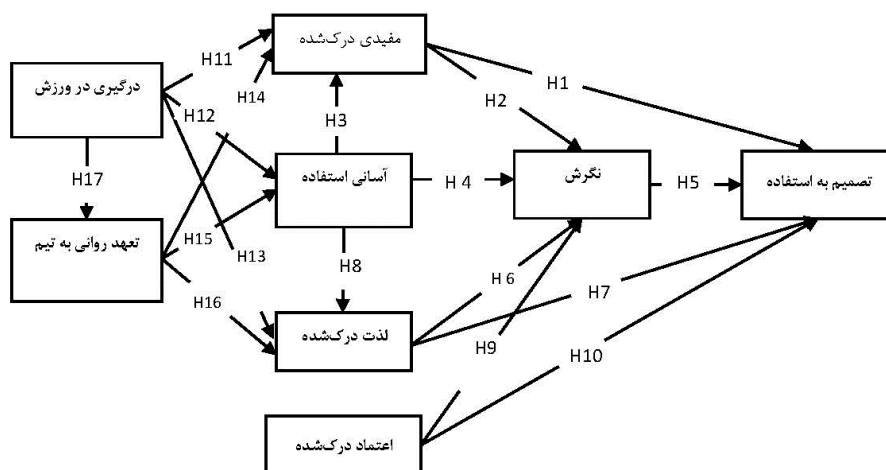 مفیدی درک‌شده
H11
H14
H1
H2
درگیری در ورزش
H12
H3
H17
آسانی استفاده
H 4
نگرش
H5
تصمیم به استفاده
تعهد روانی به تیم
H15
H13
H8
H16
H 6
H7
لذت درک‌شده
H9
H10
اعتماد درک‌شده